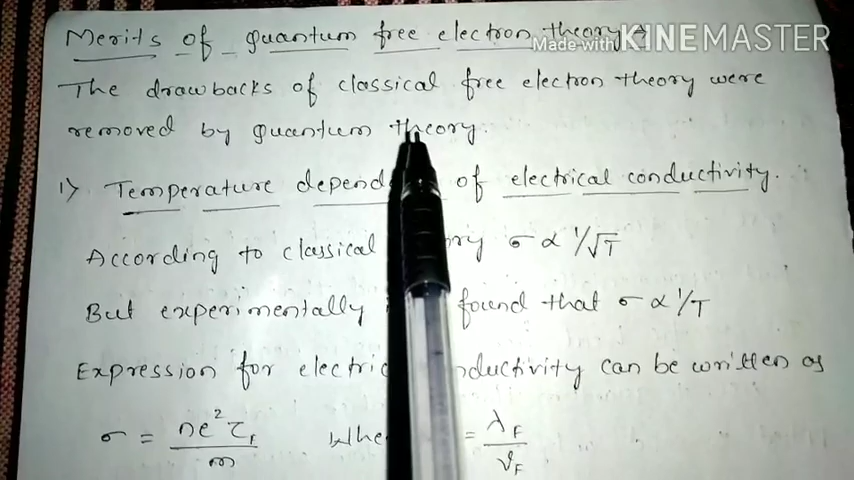 Merits of quantum free electron theory
Made with KINEMASTER
The drawbacks of classical free electron theory were
removed by quantum theory.
1) Temperature depend of electrical conductivity.
According to classical ory σ ∝ 1/√T
But experimentally found that σ ∝ 1/T
Expression for electric nductivity can be written as
σ = ne²τF / m Whe = λF / vF